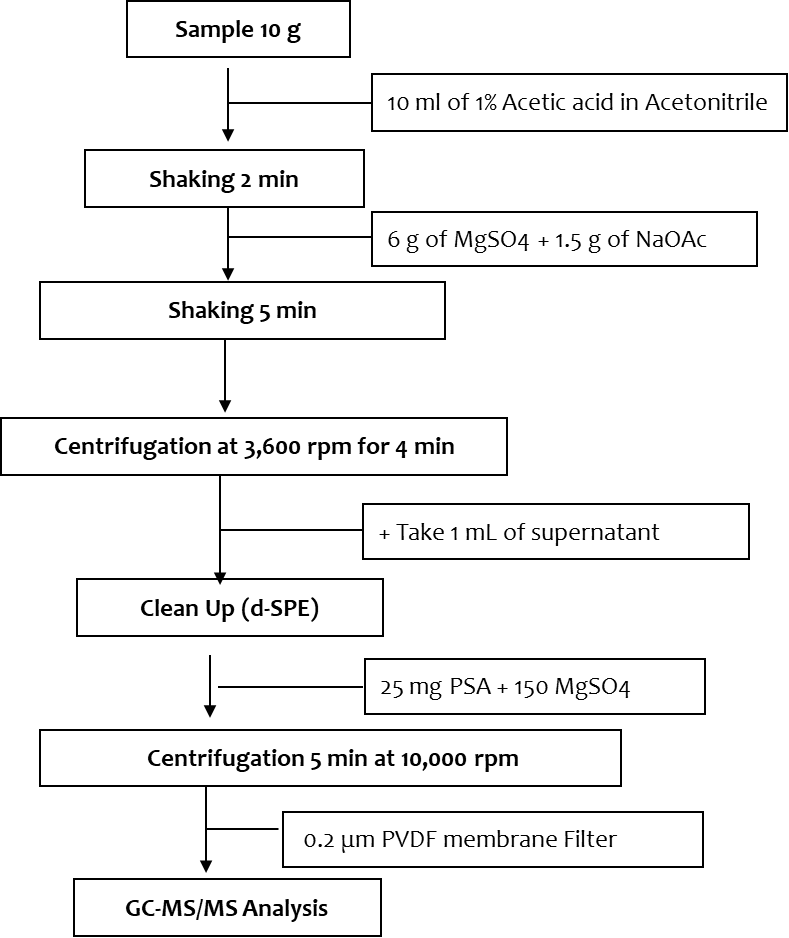 Sample 10 g
10 ml of 1% Acetic acid in Acetonitrile
Shaking 2 min
6 g of MgSO4 + 1.5 g of NaOAc
Shaking 5 min
Centrifugation at 3,600 rpm for 4 min
+ Take 1 mL of supernatant
Clean Up (d-SPE)
25 mg PSA + 150 MgSO4
Centrifugation 5 min at 10,000 rpm
0.2 µm PVDF membrane Filter
GC-MS/MS Analysis